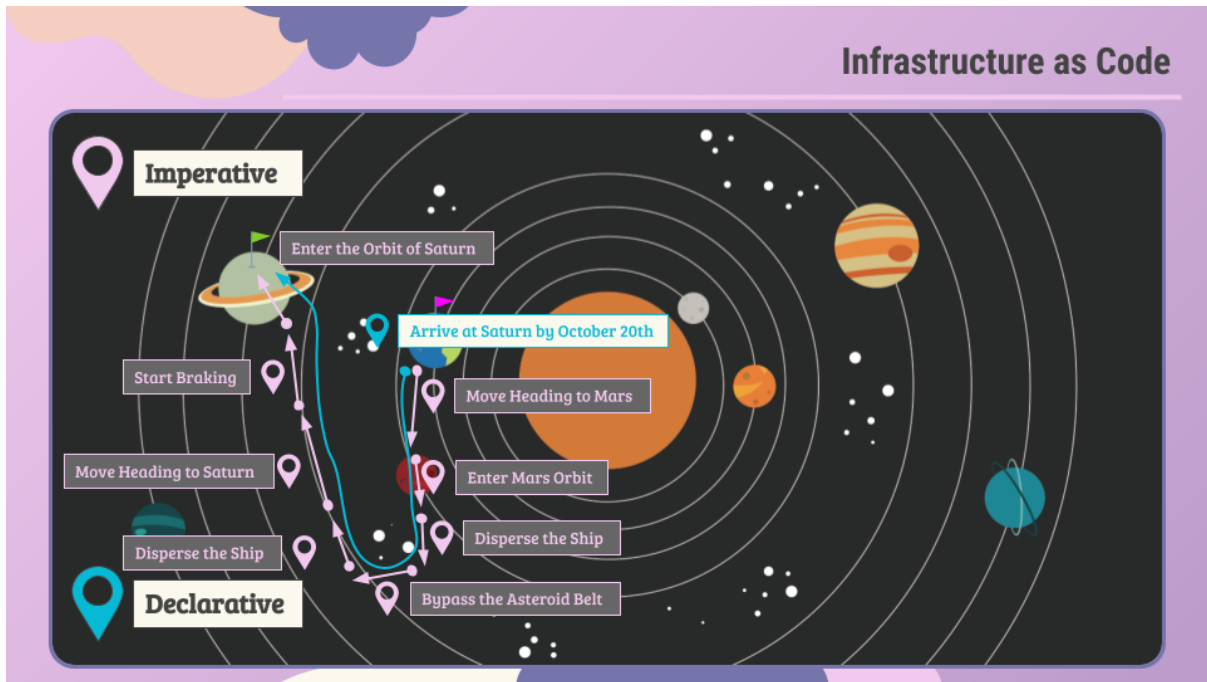 Infrastructure as Code
Imperative
Enter the Orbit of Saturn
Arrive at Saturn by October 20th
Start Braking
Move Heading to Mars
Move Heading to Saturn
Enter Mars Orbit
Disperse the Ship
Disperse the Ship
Bypass the Asteroid Belt
Declarative